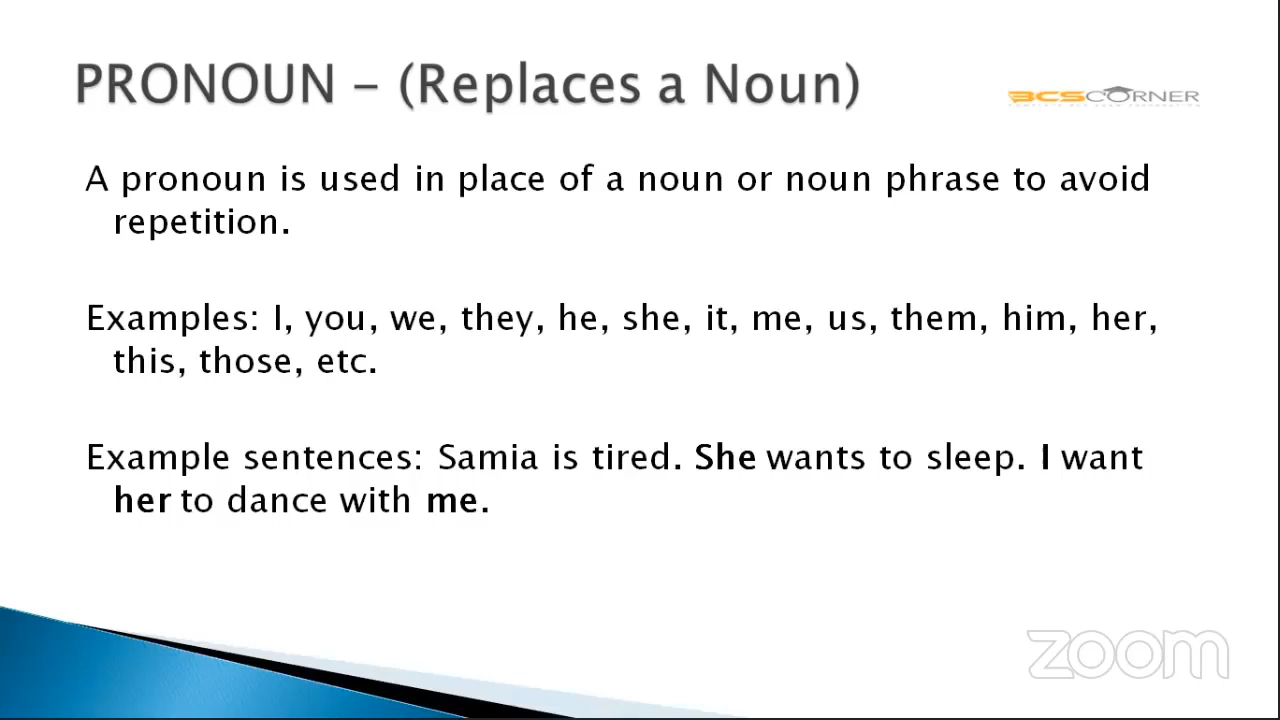 PRONOUN – (Replaces a Noun)
BCSCORNER
A pronoun is used in place of a noun or noun phrase to avoid
repetition.
Examples: I, you, we, they, he, she, it, me, us, them, him, her,
this, those, etc.
Example sentences: Samia is tired. She wants to sleep. I want
her to dance with me.
zoom